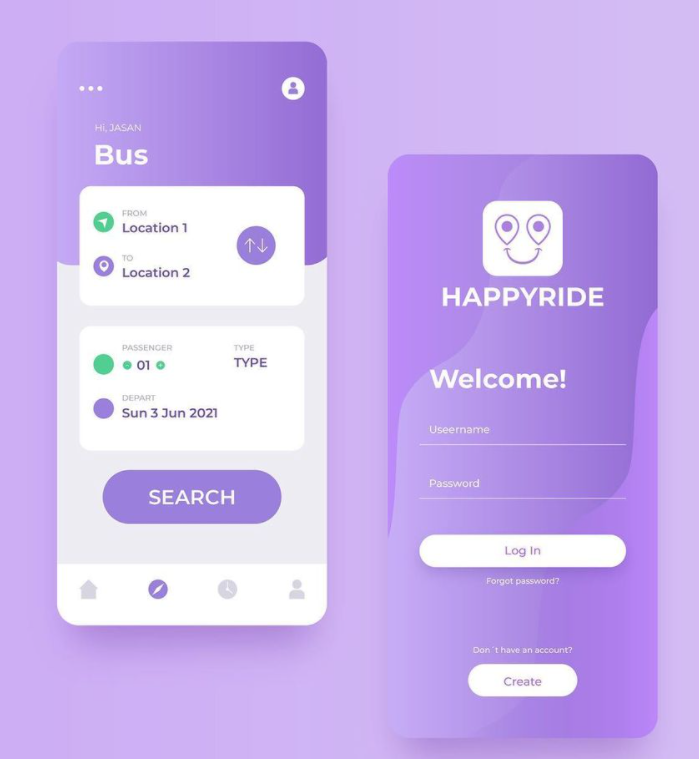 Hi, JASAN
Bus
FROM
Location 1
TO
Location 2
PASSENGER
01
TYPE
TYPE
DEPART
Sun 3 Jun 2021
SEARCH
HAPPYRIDE
Welcome!
Useername
Password
Log In
Forgot password?
Don ´t have an account?
Create